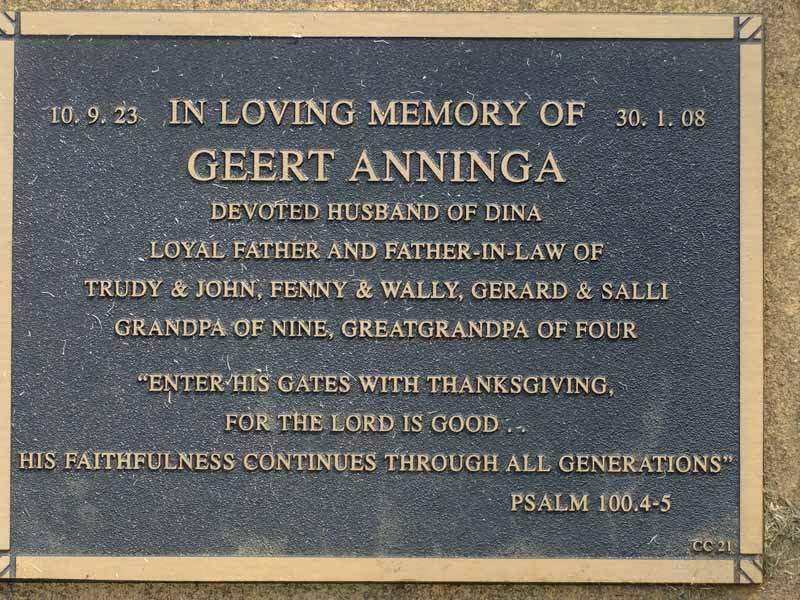 10. 9. 23 IN LOVING MEMORY OF 30. 1. 08
GEERT ANNINGA
DEVOTED HUSBAND OF DINA
LOYAL FATHER AND FATHER-IN-LAW OF
TRUDY & JOHN, FENNY & WALLY, GERARD & SALLI
GRANDPA OF NINE, GREATGRANDPA OF FOUR
"ENTER HIS GATES WITH THANKSGIVING,
FOR THE LORD IS GOOD . .
HIS FAITHFULNESS CONTINUES THROUGH ALL GENERATIONS"
PSALM 100.4-5
CC 21